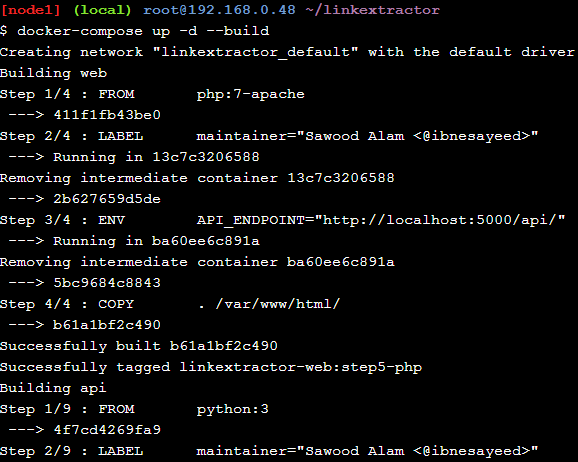 [node1] (local) root@192.168.0.48 ~/linkextractor
$ docker-compose up -d --build
Creating network "linkextractor_default" with the default driver
Building web
Step 1/4 : FROM       php:7-apache
 ---> 411f1fb43be0
Step 2/4 : LABEL      maintainer="Sawood Alam <@ibnesayeed>"
 ---> Running in 13c7c3206588
Removing intermediate container 13c7c3206588
 ---> 2b627659d5de
Step 3/4 : ENV        API_ENDPOINT="http://localhost:5000/api/"
 ---> Running in ba60ee6c891a
Removing intermediate container ba60ee6c891a
 ---> 5bc9684c8843
Step 4/4 : COPY       . /var/www/html/
 ---> b61a1bf2c490
Successfully built b61a1bf2c490
Successfully tagged linkextractor-web:step5-php
Building api
Step 1/9 : FROM       python:3
 ---> 4f7cd4269fa9
Step 2/9 : LABEL      maintainer="Sawood Alam <@ibnesayeed>"